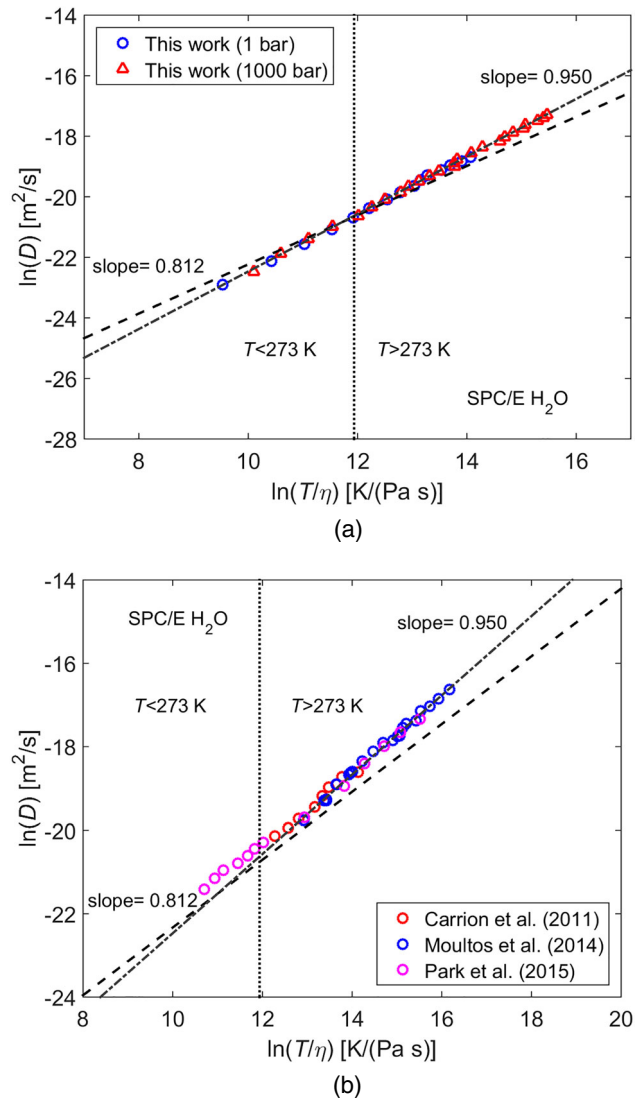 -14
This work (1 bar)
This work (1000 bar)
slope= 0.950
-16
-18
-20
-22
-24
-26
-28
ln(D) [m²/s]
slope= 0.812
T<273 K
T>273 K
SPC/E H₂O
8
10
12
14
16
ln(T/η) [K/(Pa s)]
(a)
-14
SPC/E H₂O
slope= 0.950
-16
T<273 K
T>273 K
-18
-20
-22
-24
ln(D) [m²/s]
slope= 0.812
Carrion et al. (2011)
Moultos et al. (2014)
Park et al. (2015)
8
10
12
14
16
18
20
ln(T/η) [K/(Pa s)]
(b)